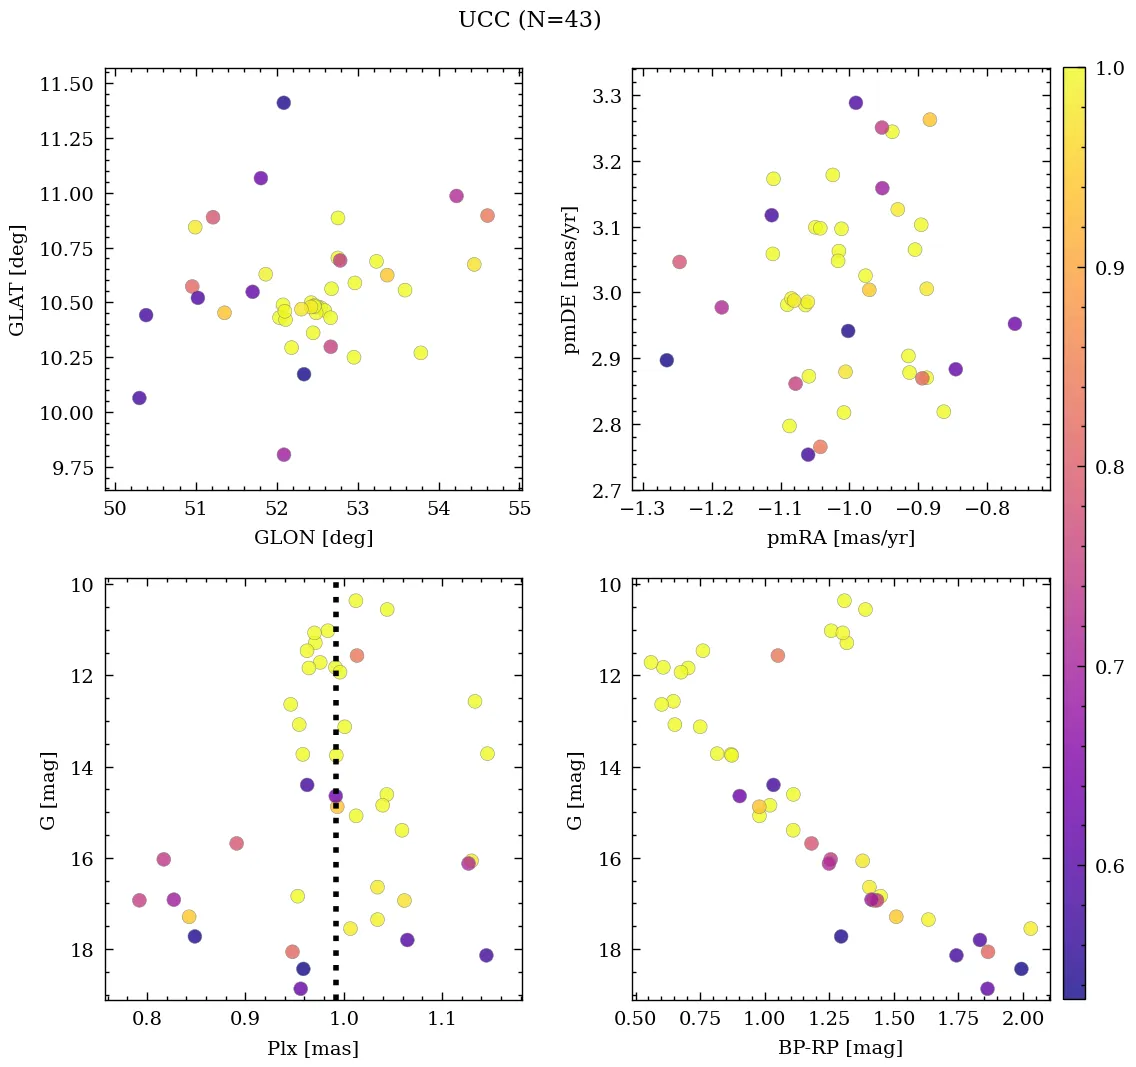 UCC (N=43)
11.50
11.25
11.00
10.75
10.50
10.25
10.00
9.75
GLAT [deg]
50 51 52 53 54 55
GLON [deg]
3.3
3.2
3.1
3.0
2.9
2.8
2.7
pmDE [mas/yr]
−1.3 −1.2 −1.1 −1.0 −0.9 −0.8
pmRA [mas/yr]
10
12
14
16
18
G [mag]
0.8 0.9 1.0 1.1
Plx [mas]
10
12
14
16
18
G [mag]
0.50 0.75 1.00 1.25 1.50 1.75 2.00
BP-RP [mag]
1.0
0.9
0.8
0.7
0.6